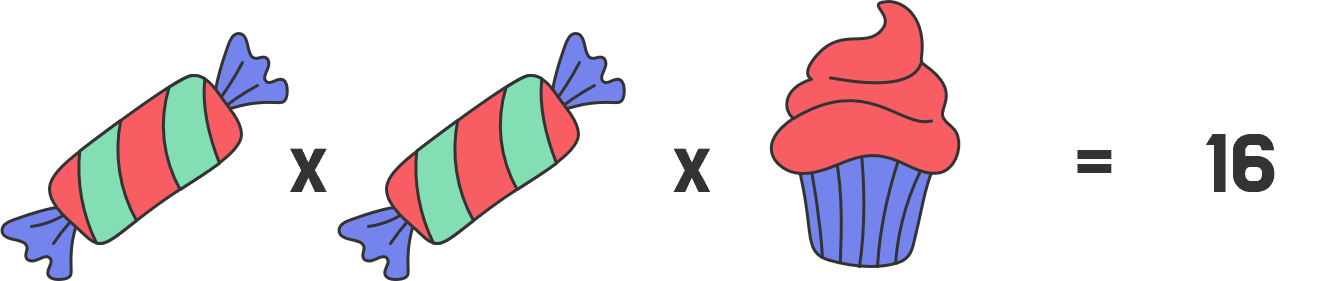 x x = 16